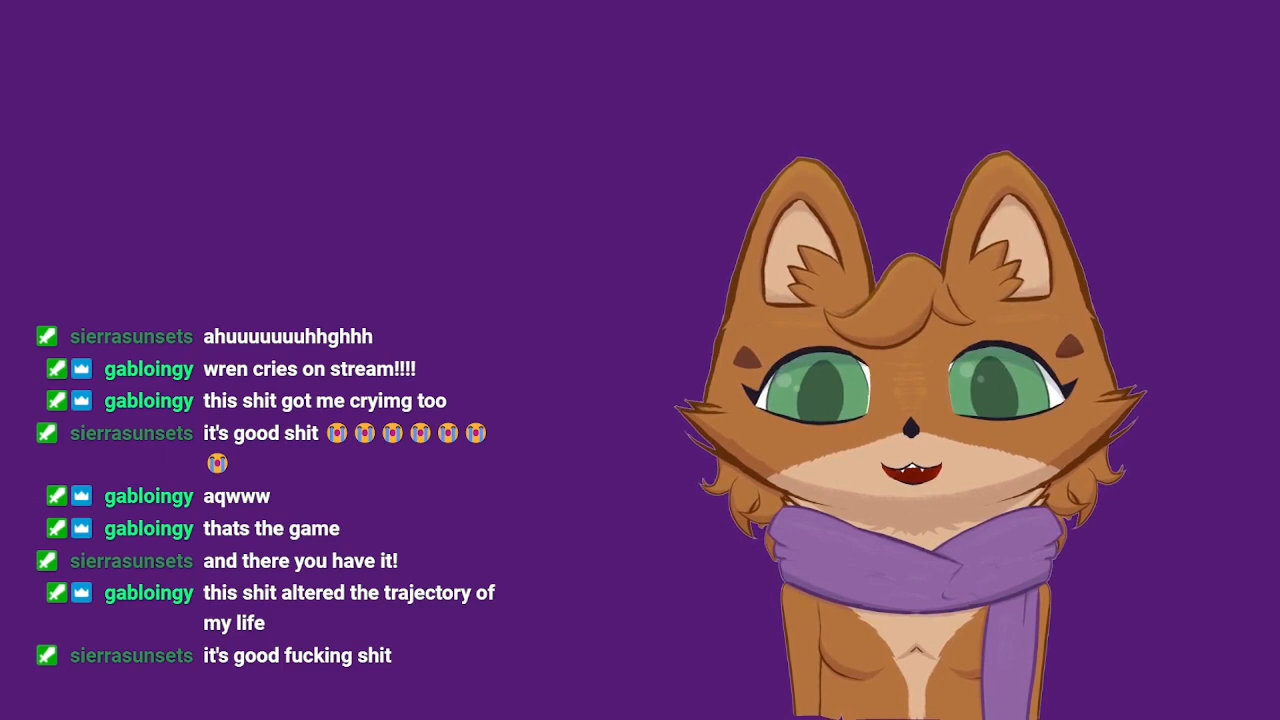 sierrasunsets ahuuuuuuuhhghhh
gabloingy wren cries on stream!!!!
gabloingy this shit got me cryimg too
sierrasunsets it's good shit 😭 😭 😭 😭 😭 😭
😭
gabloingy aqwww
gabloingy thats the game
sierrasunsets and there you have it!
gabloingy this shit altered the trajectory of
my life
sierrasunsets it's good fucking shit